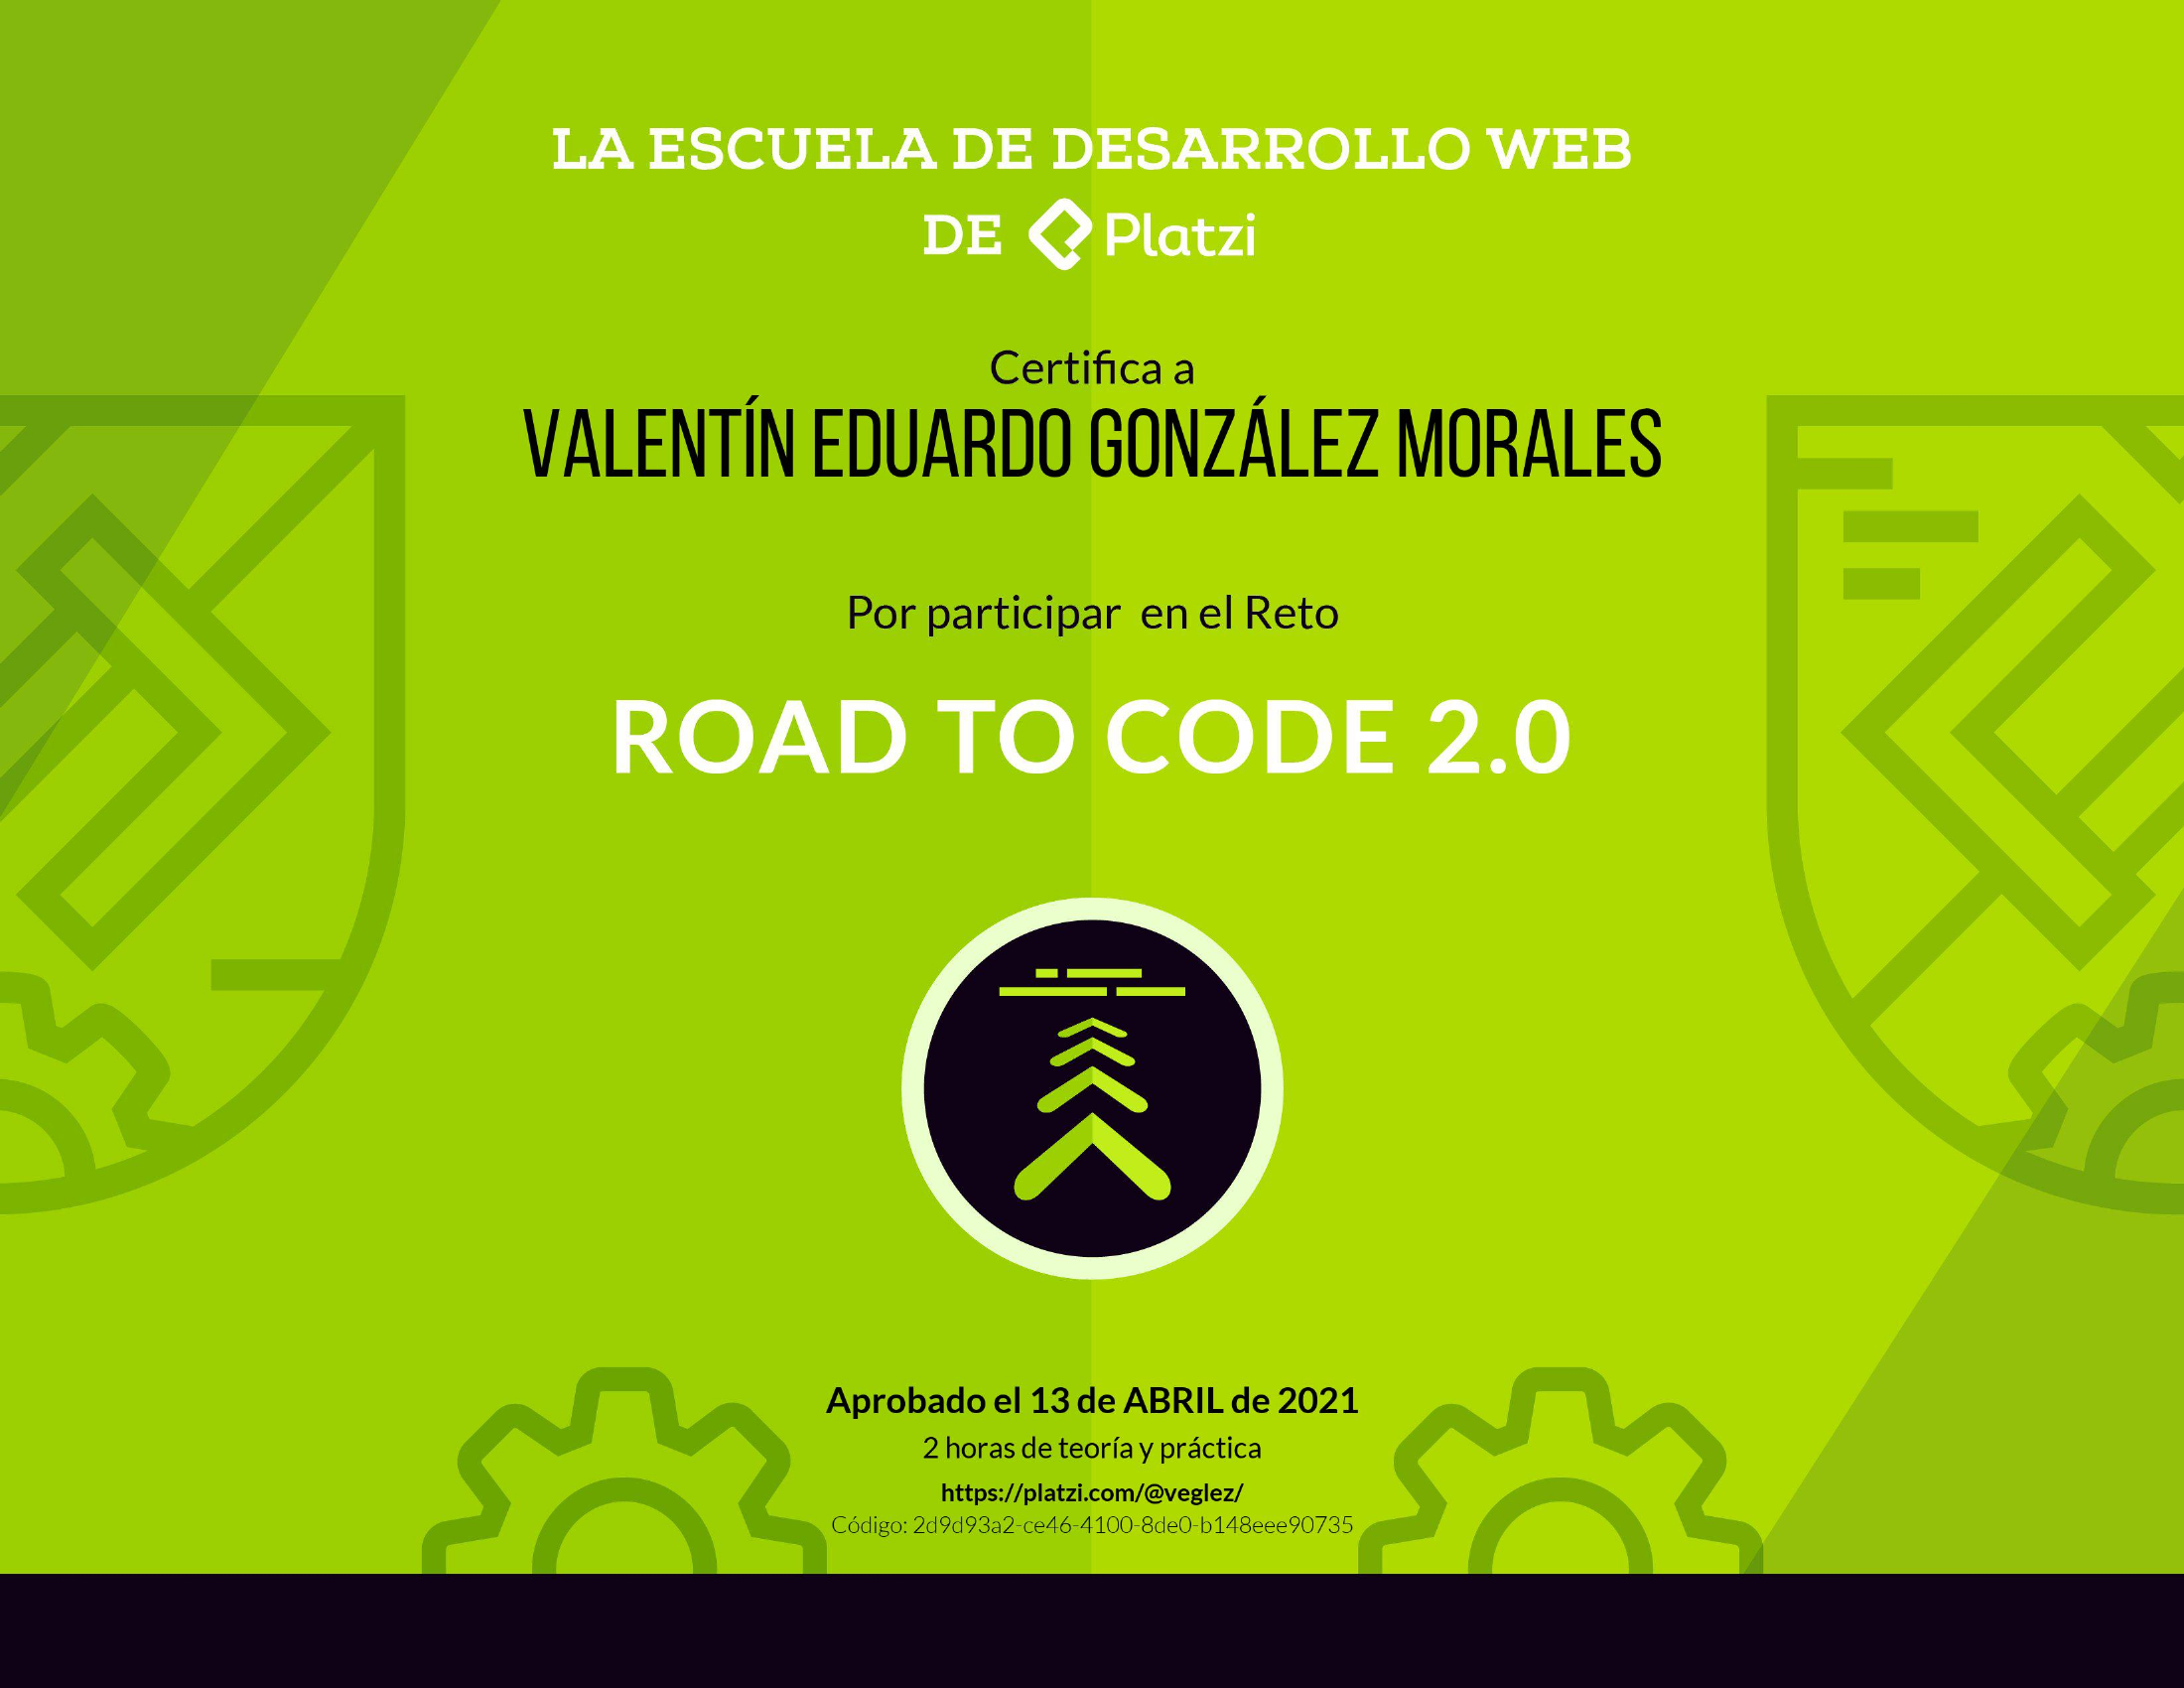 LA ESCUELA DE DESARROLLO WEB
DE Platzi
Certifica a
VALENTÍN EDUARDO GONZÁLEZ MORALES
Por participar en el Reto
ROAD TO CODE 2.0
Aprobado el 13 de ABRIL de 2021
2 horas de teoría y práctica
https://platzi.com/@veglez/
Código: 2d9d93a2-ce46-4100-8de0-b148eee90735